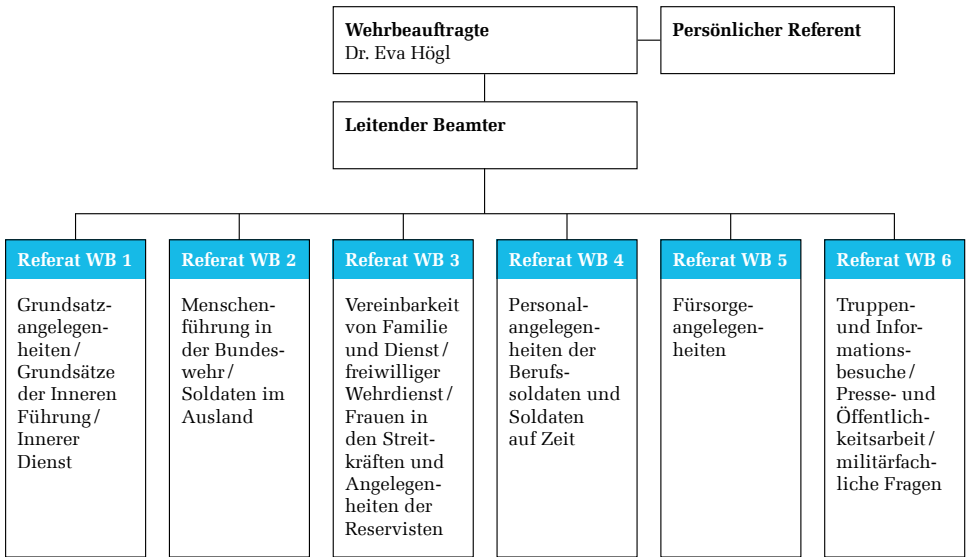 Wehrbeauftragte
Dr. Eva Högl
Persönlicher Referent
Leitender Beamter
Referat WB 1
Grundsatz-
angelegen-
heiten/
Grundsätze
der Inneren
Führung/
Innerer
Dienst
Referat WB 2
Menschen-
führung in
der Bundes-
wehr/
Soldaten im
Ausland
Referat WB 3
Vereinbarkeit
von Familie
und Dienst/
freiwilliger
Wehrdienst/
Frauen in
den Streit-
kräften und
Angelegen-
heiten der
Reservisten
Referat WB 4
Personal-
angelegen-
heiten der
Berufs-
soldaten und
Soldaten
auf Zeit
Referat WB 5
Fürsorge-
angelegen-
heiten
Referat WB 6
Truppen-
und Infor-
mations-
besuche/
Presse- und
Öffentlich-
keitsarbeit/
militärfach-
liche Fragen